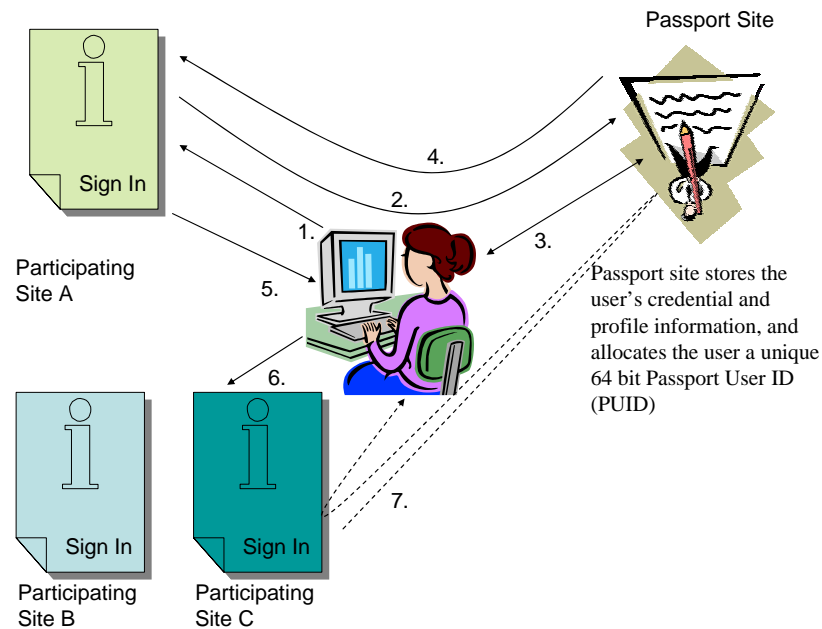 Passport Site
Sign In
4.
2.
1.
3.
Participating
Site A
5.
Passport site stores the
user’s credential and
profile information, and
allocates the user a unique
64 bit Passport User ID
(PUID)
6.
7.
Sign In
Sign In
Participating
Site B
Participating
Site C